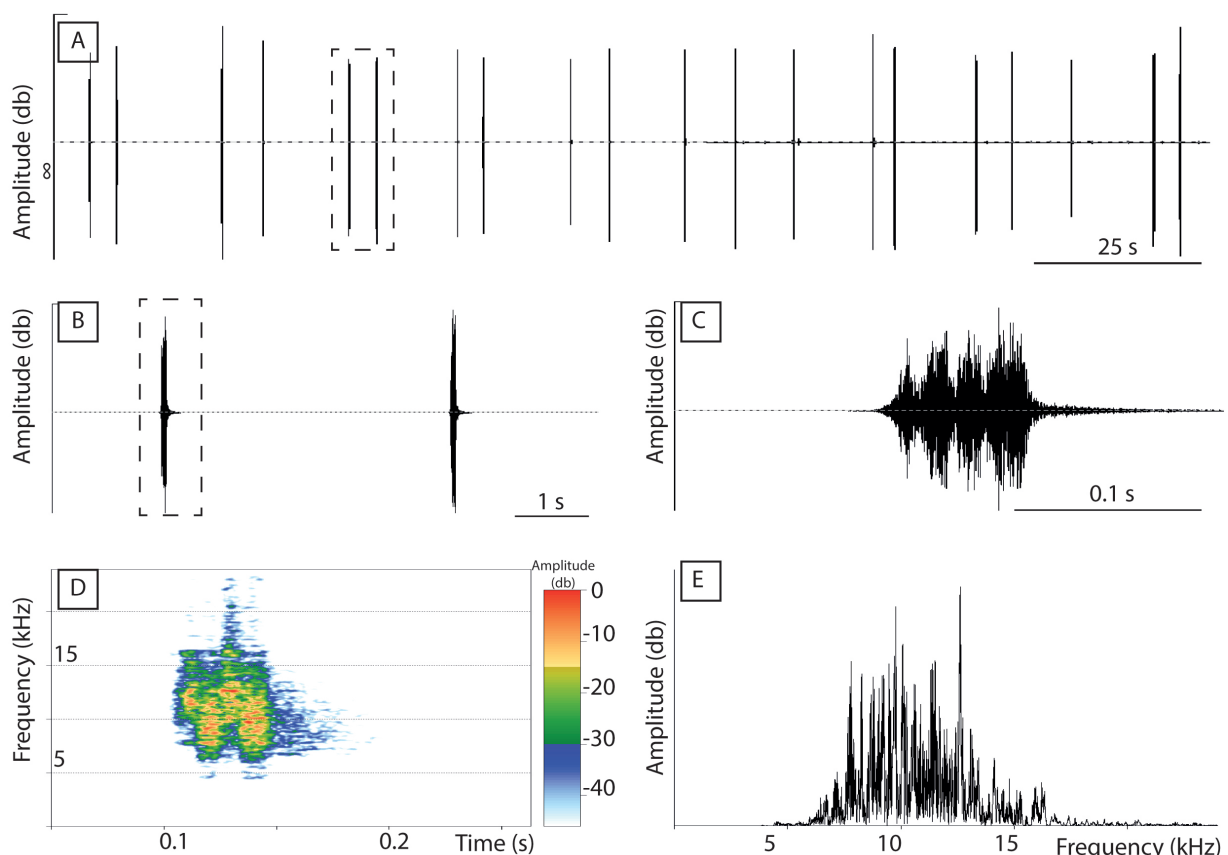 A
Amplitude (db)
∞
25 s
B
Amplitude (db)
1 s
C
Amplitude (db)
0.1 s
D
Frequency (kHz)
15
5
0.1
0.2
Time (s)
Amplitude
(db)
0
-10
-20
-30
-40
E
Amplitude (db)
5
10
15
Frequency (kHz)